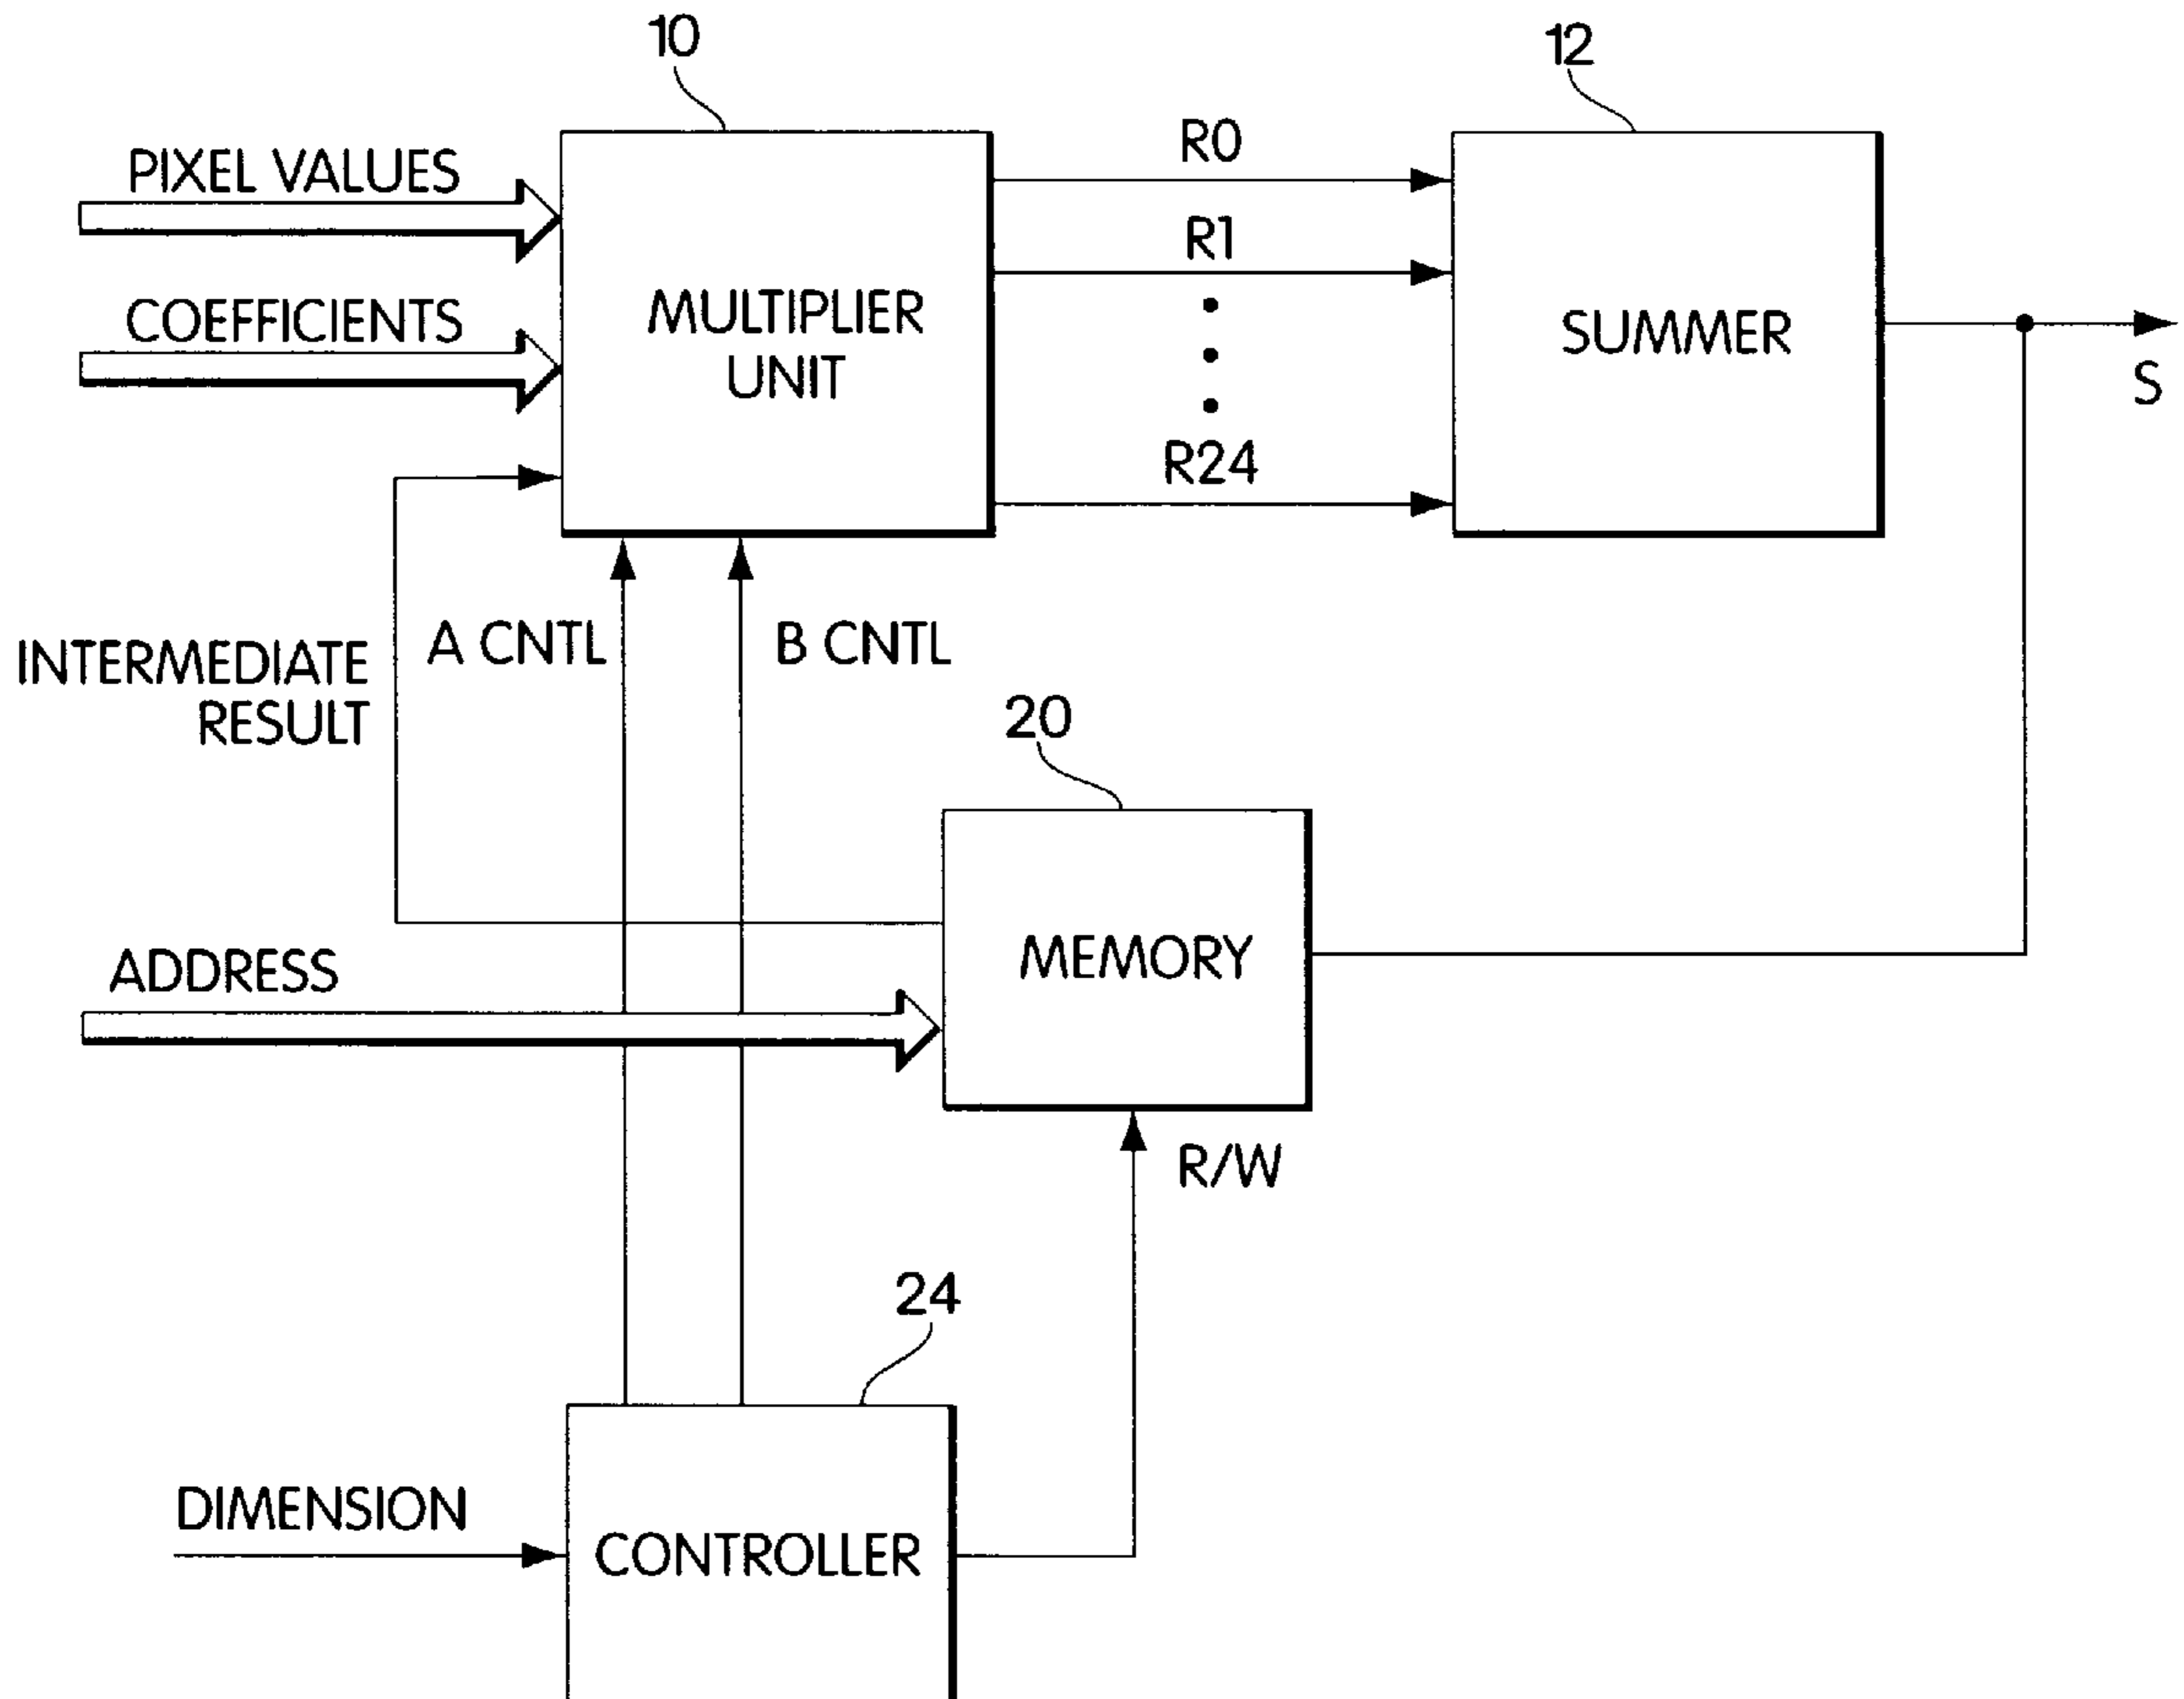 10
12
PIXEL VALUES
R0
R1
COEFFICIENTS
MULTIPLIER
UNIT
SUMMER
S
R24
A CNTL
B CNTL
INTERMEDIATE
RESULT
20
MEMORY
ADDRESS
R/W
24
DIMENSION
CONTROLLER